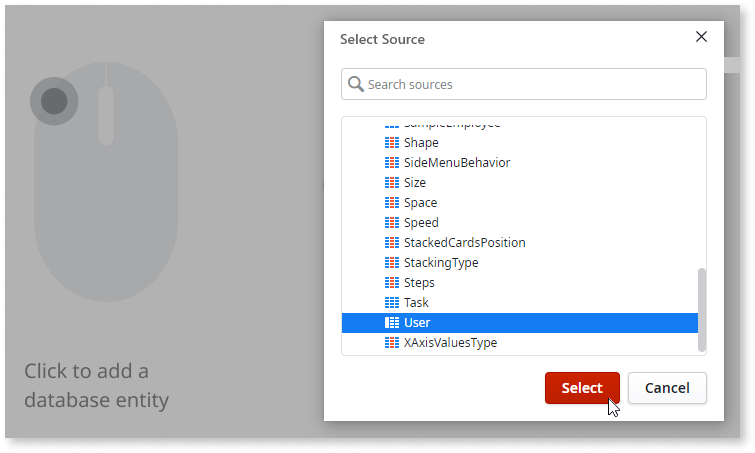 Select Source
Search sources
SampleEmployee
Shape
SideMenuBehavior
Size
Space
Speed
StackedCardsPosition
StackingType
Steps
Task
User
XAxisValuesType
Select
Cancel
Click to add a
database entity